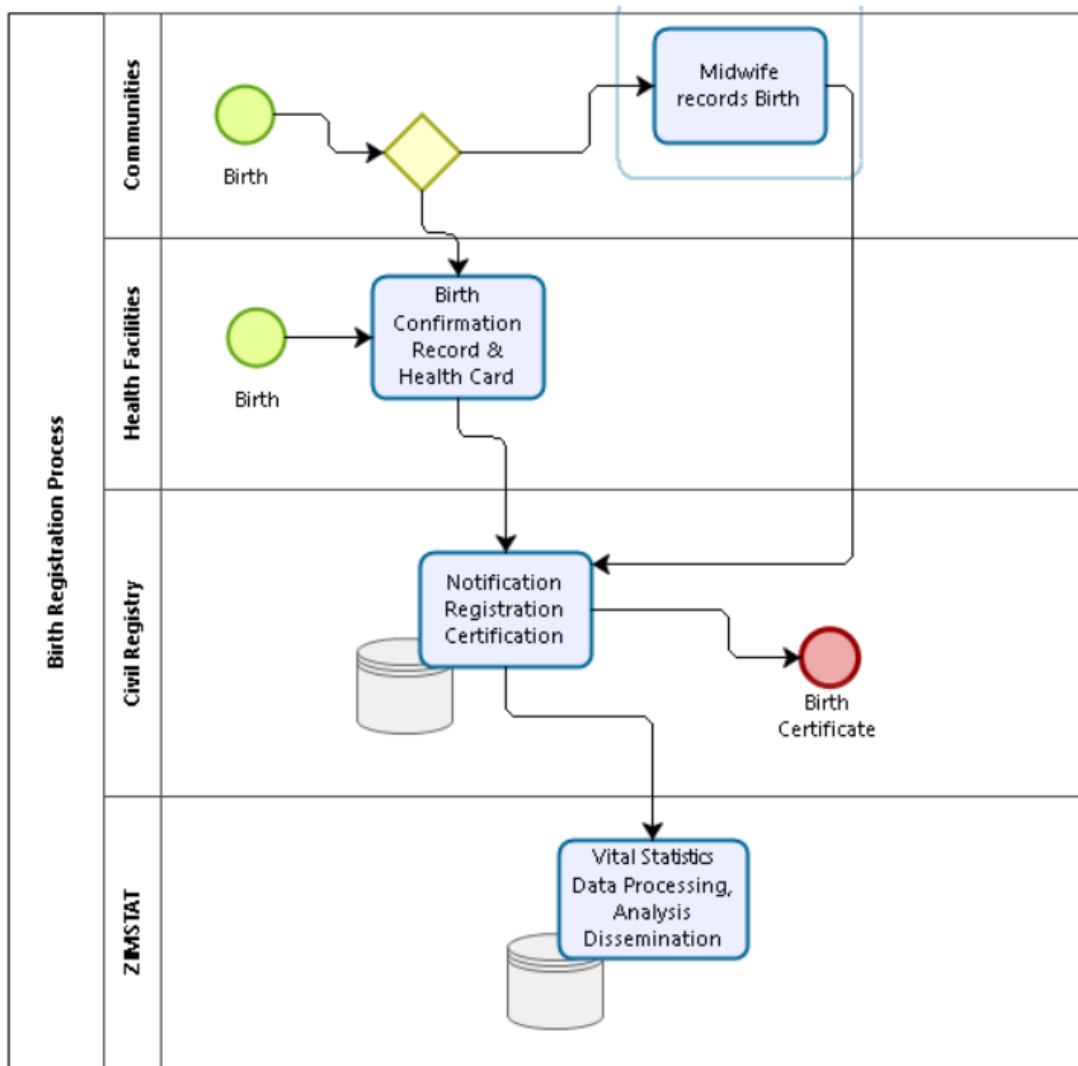 Birth Registration Process
Communities
Birth
Midwife
records Birth
Health Facilities
Birth
Birth
Confirmation
Record &
Health Card
Civil Registry
Notification
Registration
Certification
Birth
Certificate
ZIMSTAT
Vital Statistics
Data Processing,
Analysis
Dissemination